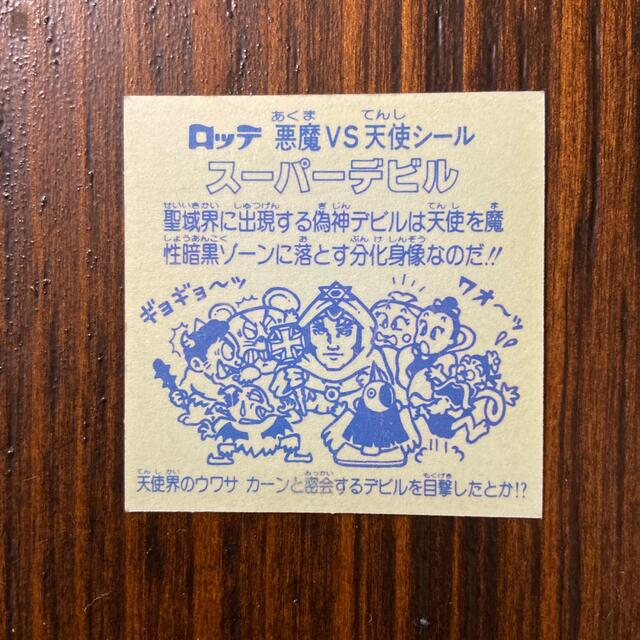 あくま てんし
ロッテ 悪魔VS天使シール
スーパーデビル
せいいきかい しゅつげん ぎじん てんし ま
聖域界に出現する偽神デビルは天使を魔
しょうあんこく お ぶんけしんぞう
性暗黒ゾーンに落とす分化身像なのだ!!
ギョギョ〜ッ
ワオ〜ッ!!
てんしかい みっかい もくげき
天使界のウワサ カーンと密会するデビルを目撃したとか!?